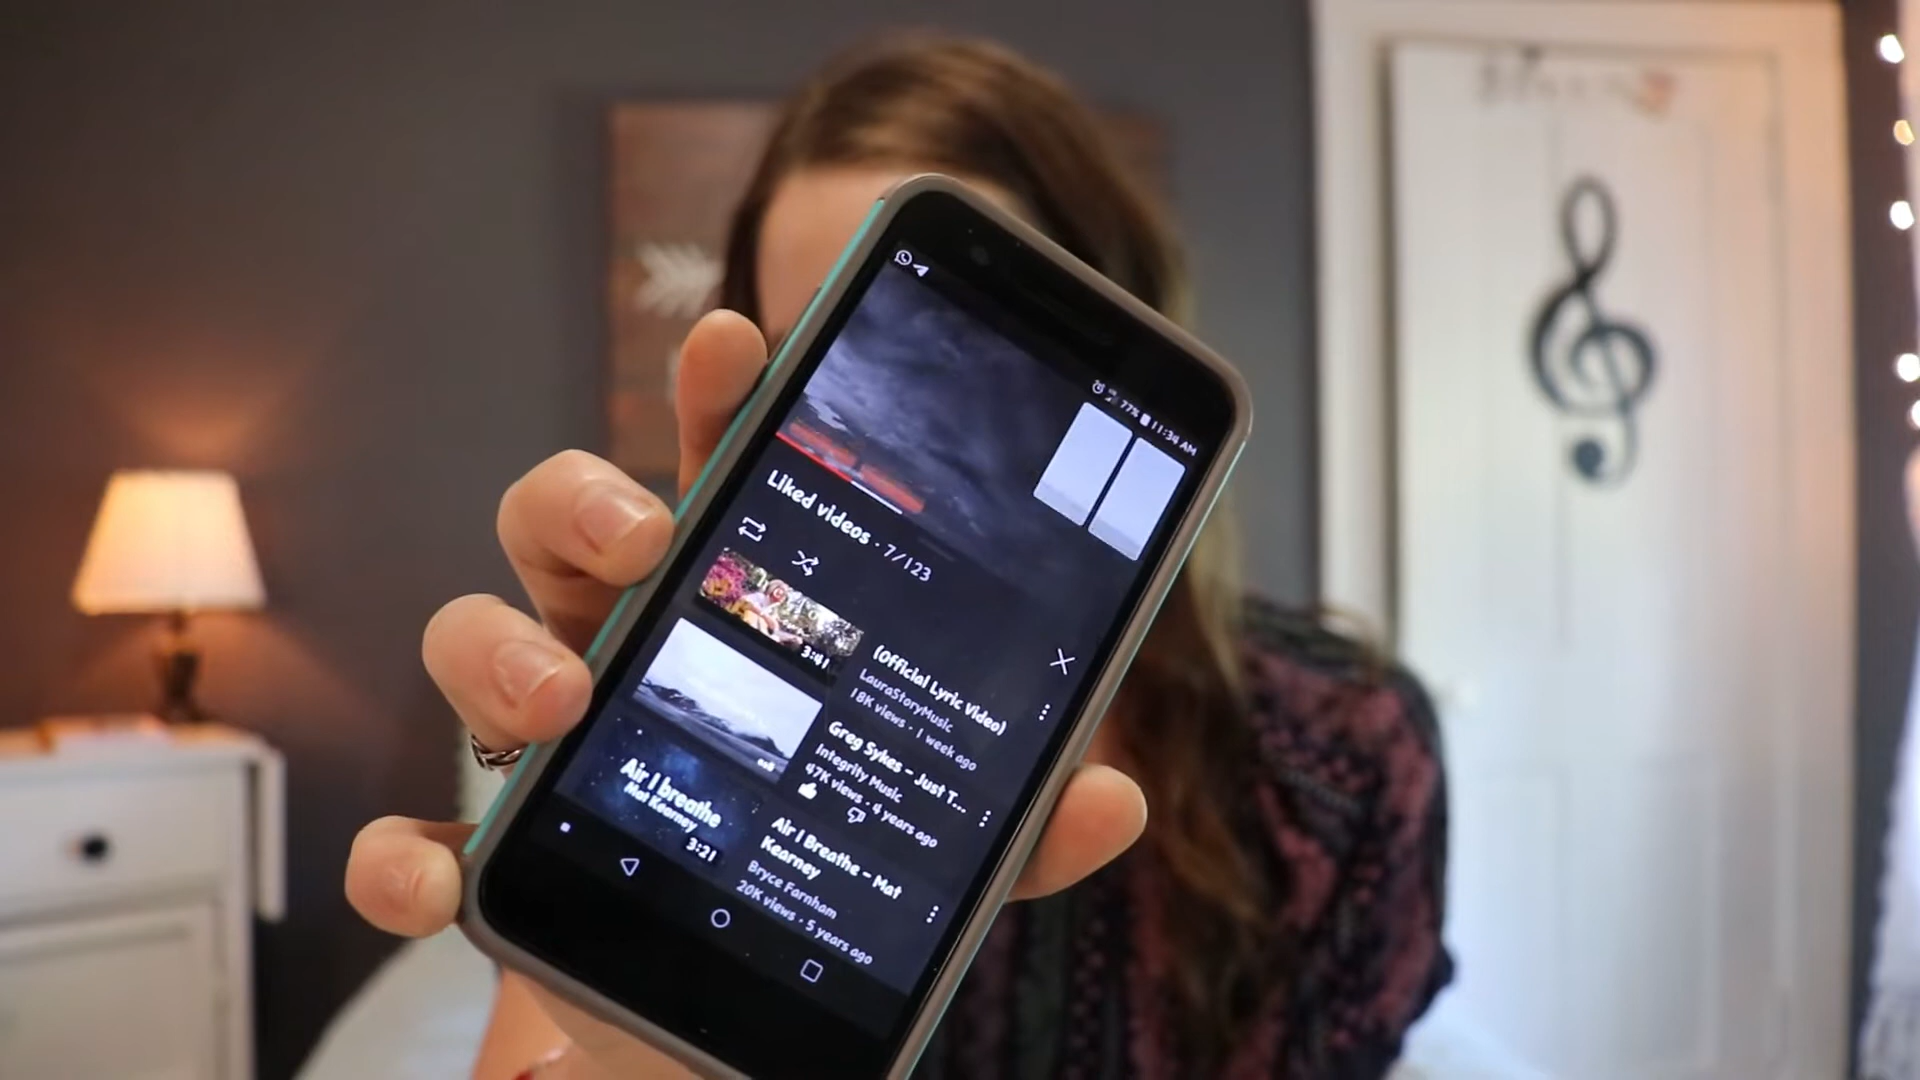 77% 11:34 AM
Liked videos · 7/123
3:41
(Official Lyric Video)
LauraStoryMusic
18K views · 1 week ago
Greg Sykes – Just T...
Integrity Music
47K views · 4 years ago
Air I breathe
Mat Kearney
3:21
Air I Breathe – Mat
Kearney
Bryce Farnham
20K views · 5 years ago